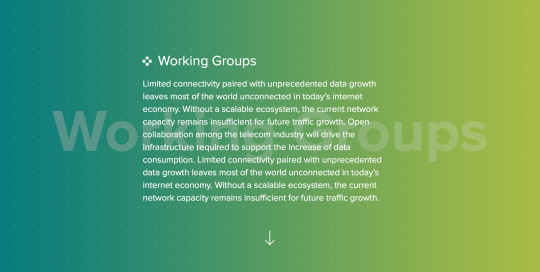 Working Groups
Working Groups
Limited connectivity paired with unprecedented data growth
leaves most of the world unconnected in today's internet
economy. Without a scalable ecosystem, the current network
capacity remains insufficient for future traffic growth. Open
collaboration among the telecom industry will drive the
infrastructure required to support the increase of data
consumption. Limited connectivity paired with unprecedented
data growth leaves most of the world unconnected in today's
internet economy. Without a scalable ecosystem, the current
network capacity remains insufficient for future traffic growth.